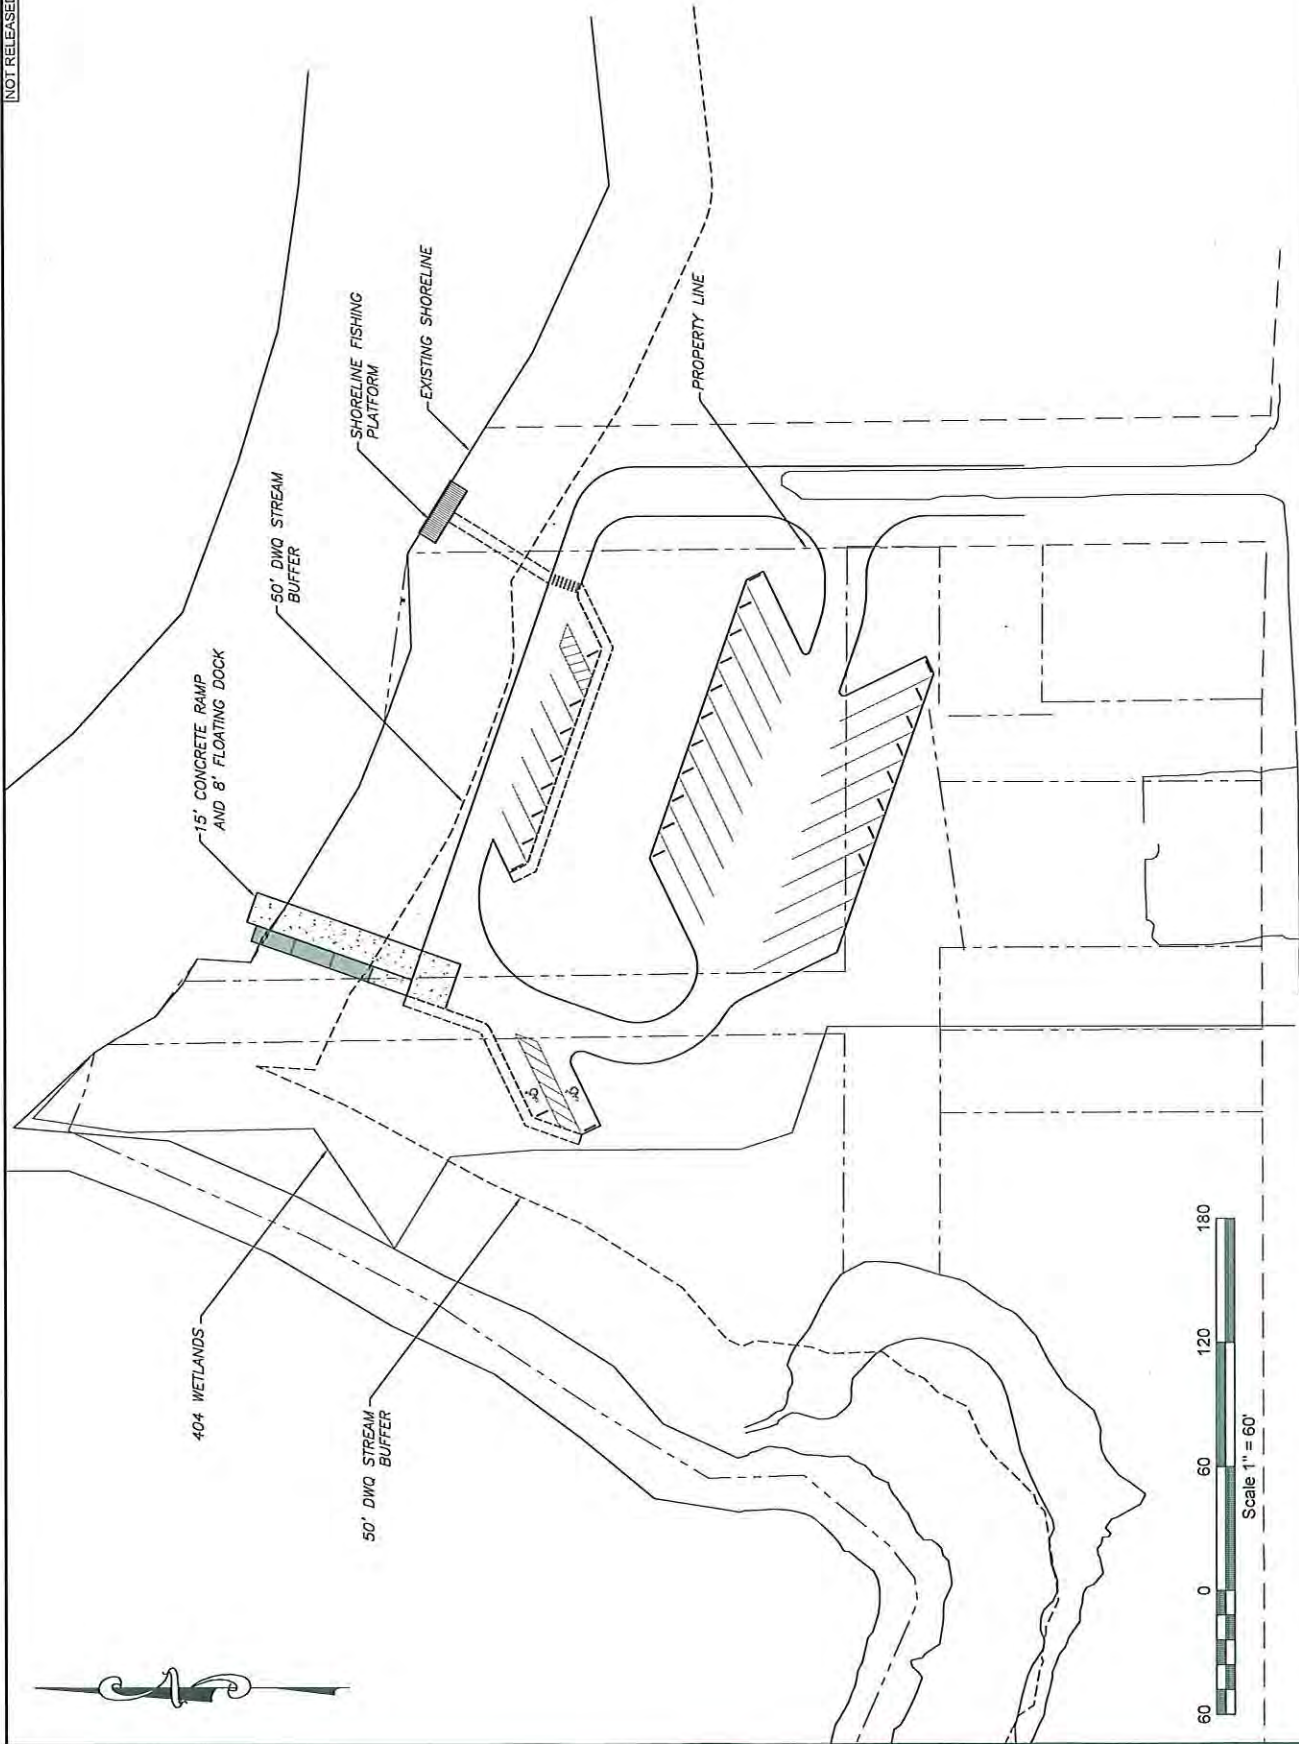 NOT RELEASED
15' CONCRETE RAMP
AND 8' FLOATING DOCK
50' DWQ STREAM
BUFFER
SHORELINE FISHING
PLATFORM
EXISTING SHORELINE
PROPERTY LINE
404 WETLANDS
50' DWQ STREAM
BUFFER
N
60 0 60 120 180
Scale 1" = 60'